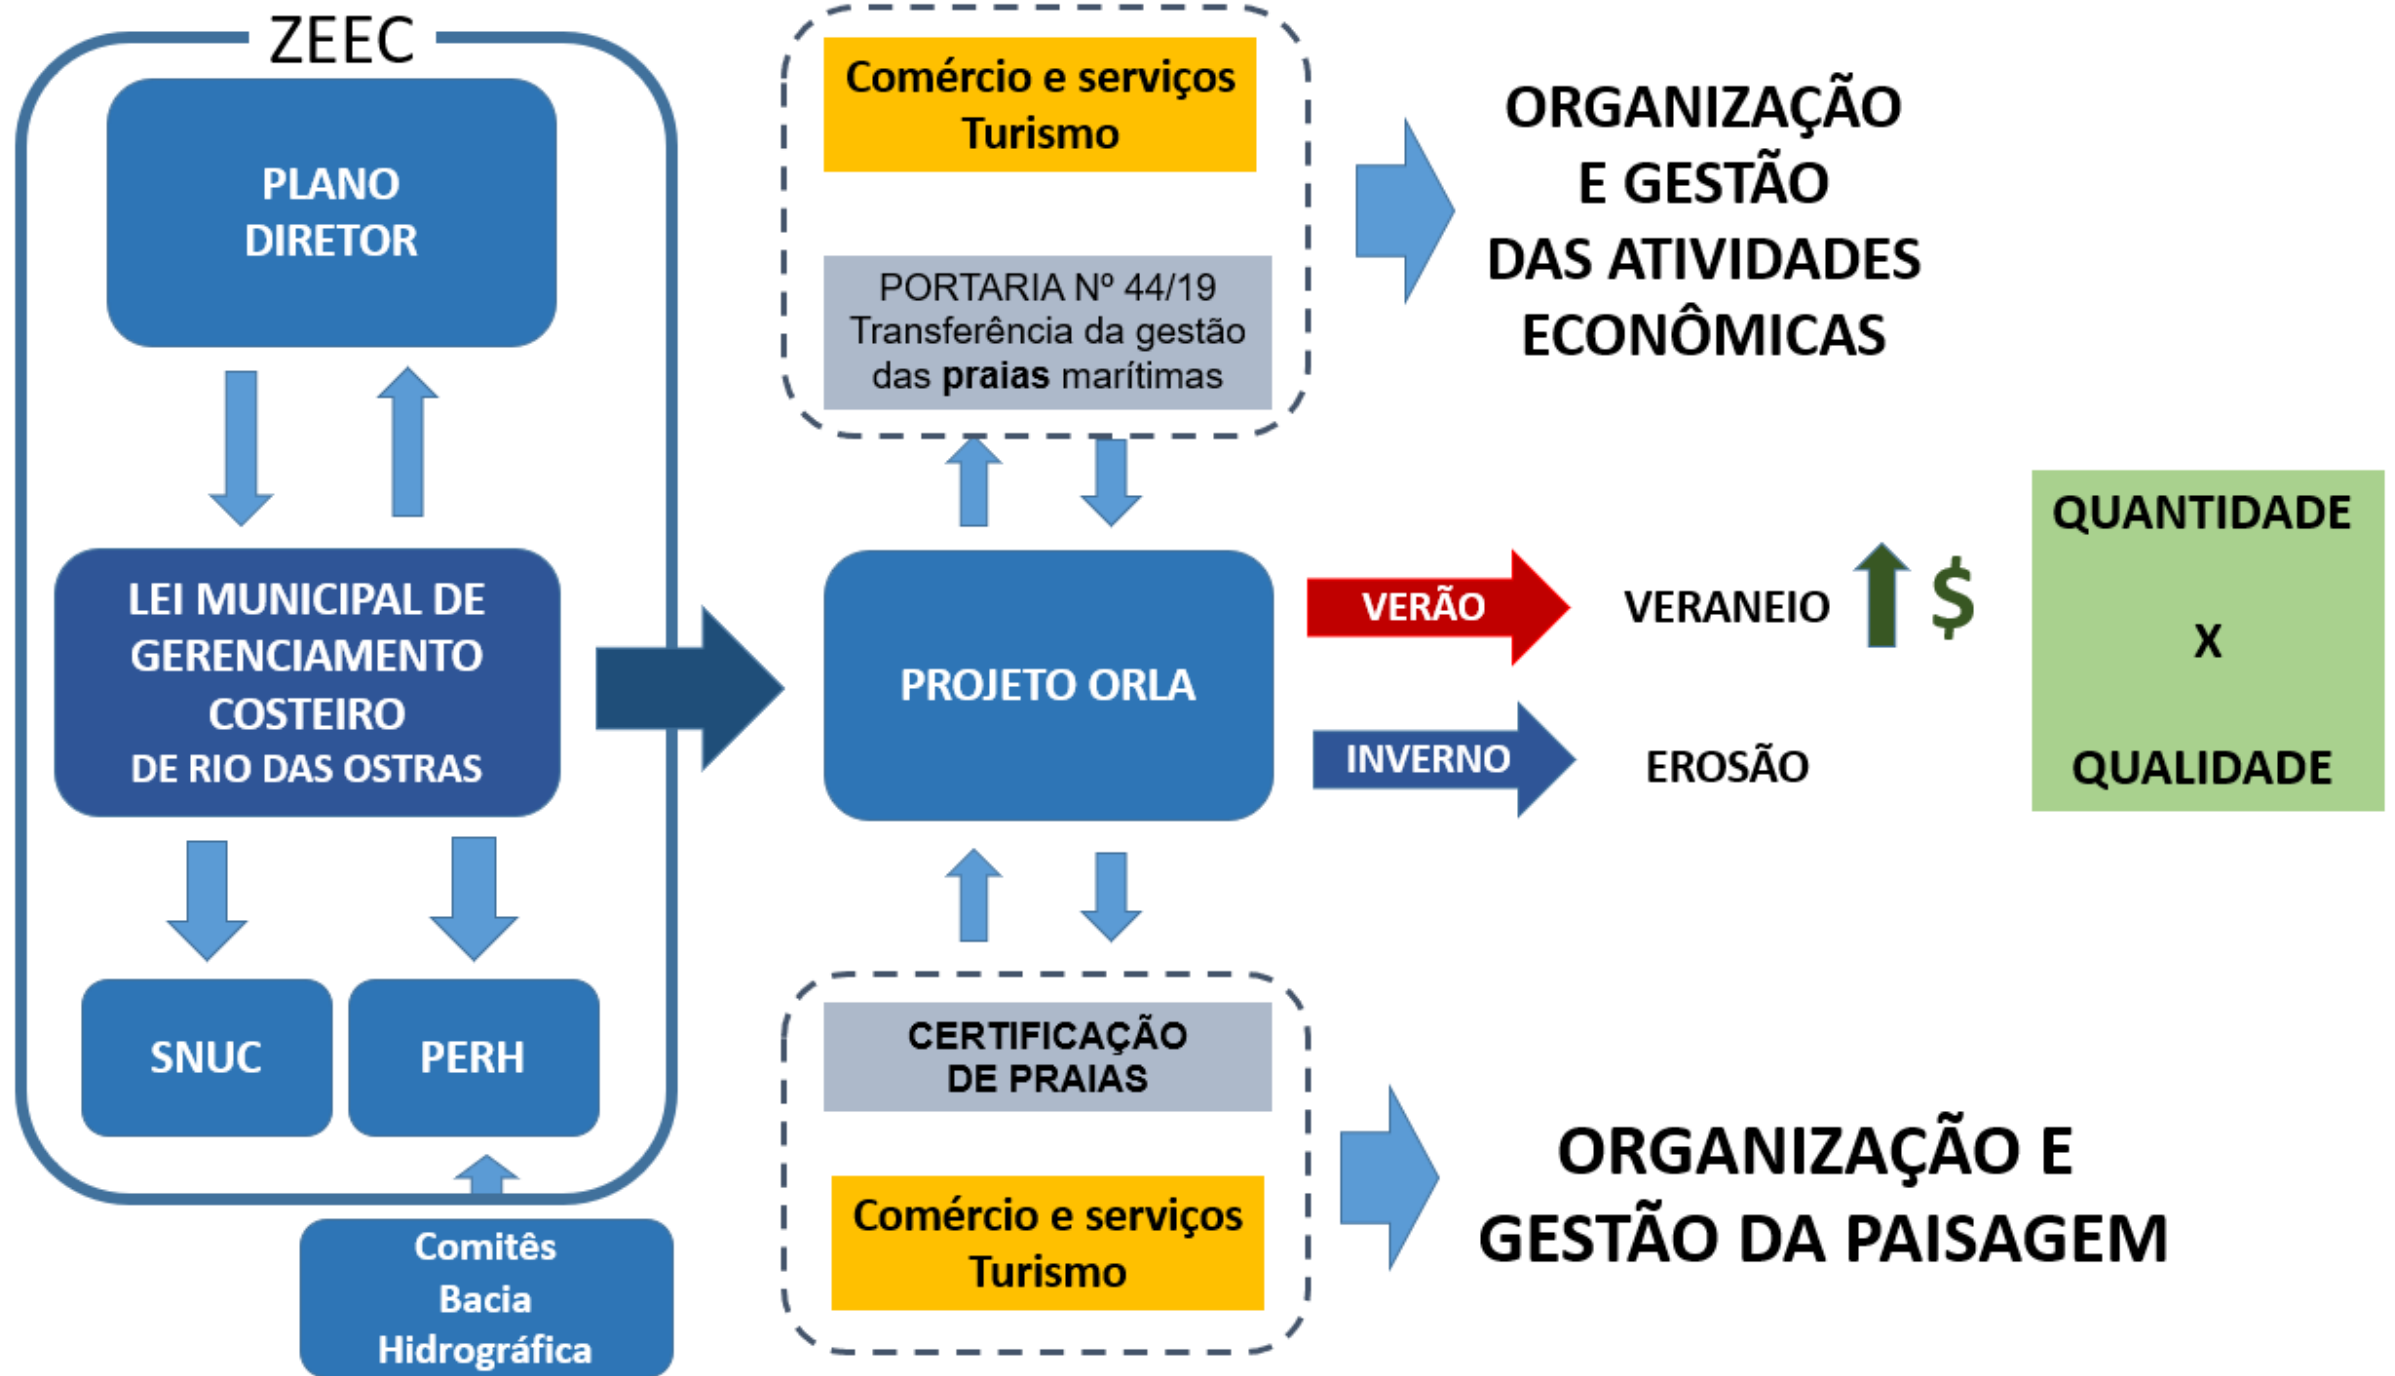 ZEEC
PLANO
DIRETOR
LEI MUNICIPAL DE
GERENCIAMENTO
COSTEIRO
DE RIO DAS OSTRAS
SNUC
PERH
Comitês
Bacia
Hidrográfica
Comércio e serviços
Turismo
PORTARIA Nº 44/19
Transferência da gestão
das praias marítimas
PROJETO ORLA
CERTIFICAÇÃO
DE PRAIAS
Comércio e serviços
Turismo
ORGANIZAÇÃO
E GESTÃO
DAS ATIVIDADES
ECONÔMICAS
VERÃO
VERANEIO
$
INVERNO
EROSÃO
QUANTIDADE
X
QUALIDADE
ORGANIZAÇÃO E
GESTÃO DA PAISAGEM